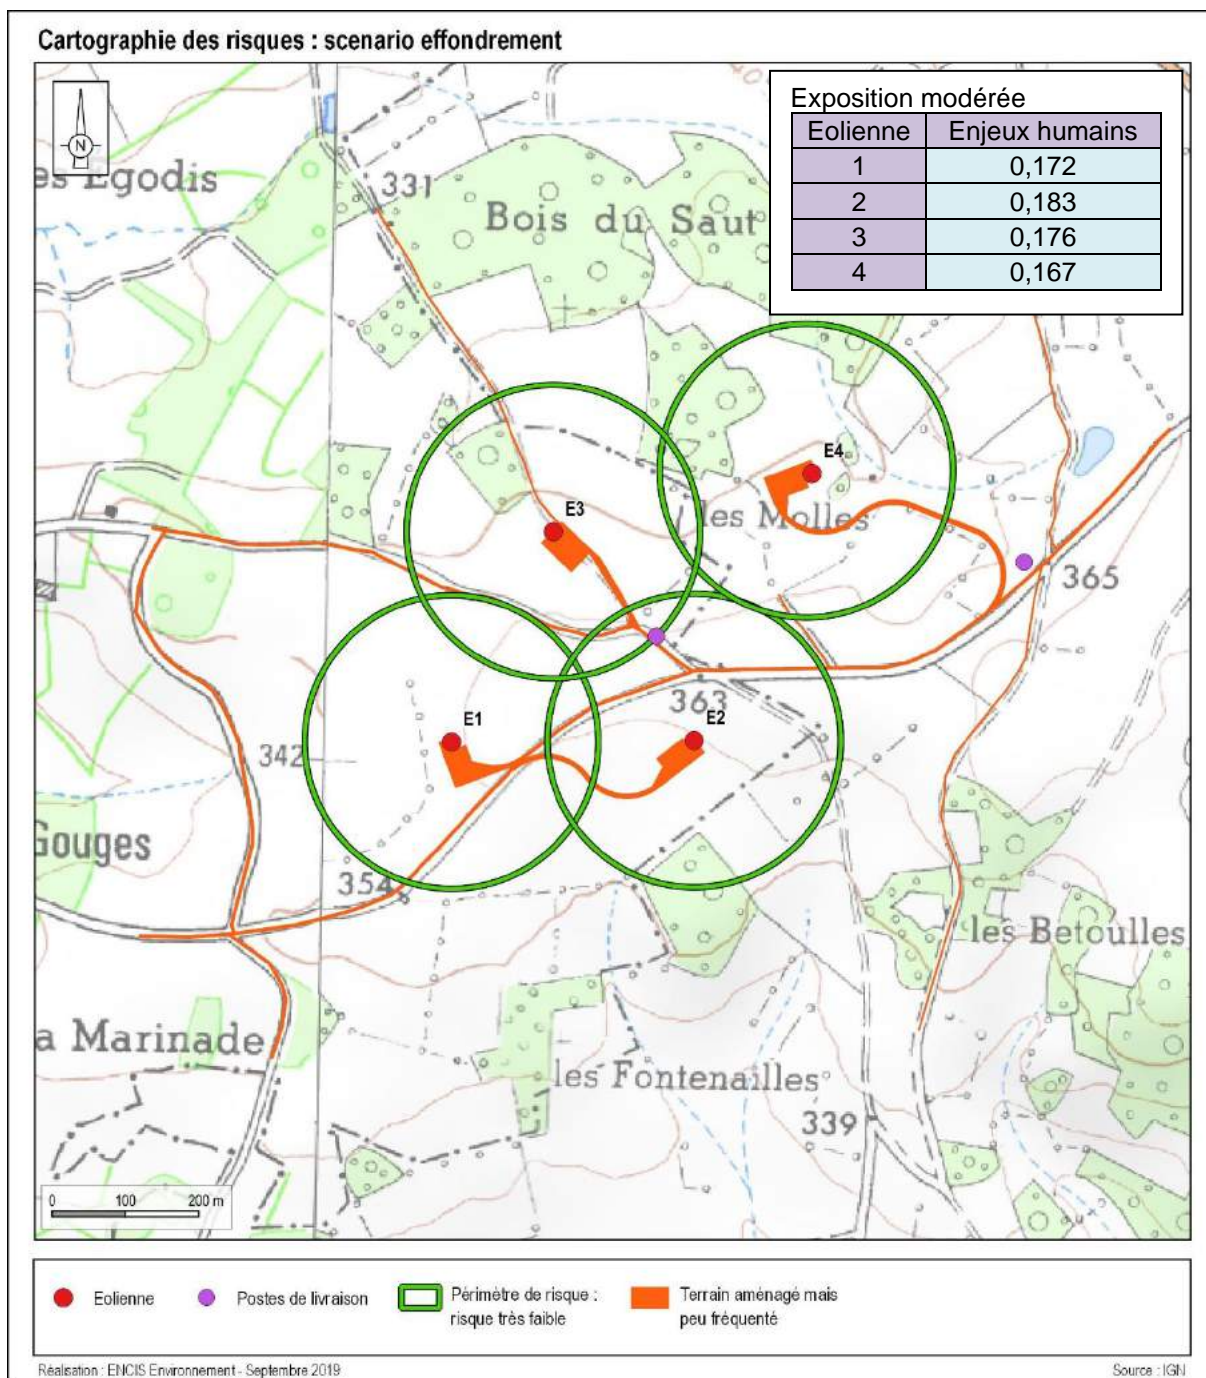 Cartographie des risques : scenario effondrement
Exposition modérée
Eolienne Enjeux humains
1 0,172
2 0,183
3 0,176
4 0,167
N
es Egodis
331
Bois du Saut
40
E4
les Molles
E3
365
363
E1
E2
342
Gouges
354
les Betoulles
a Marinade
les Fontenailles
339
0 100 200 m
Eolienne
Postes de livraison
Périmètre de risque :
risque très faible
Terrain aménagé mais
peu fréquenté
Réalisation : ENCIS Environnement - Septembre 2019
Source : IGN